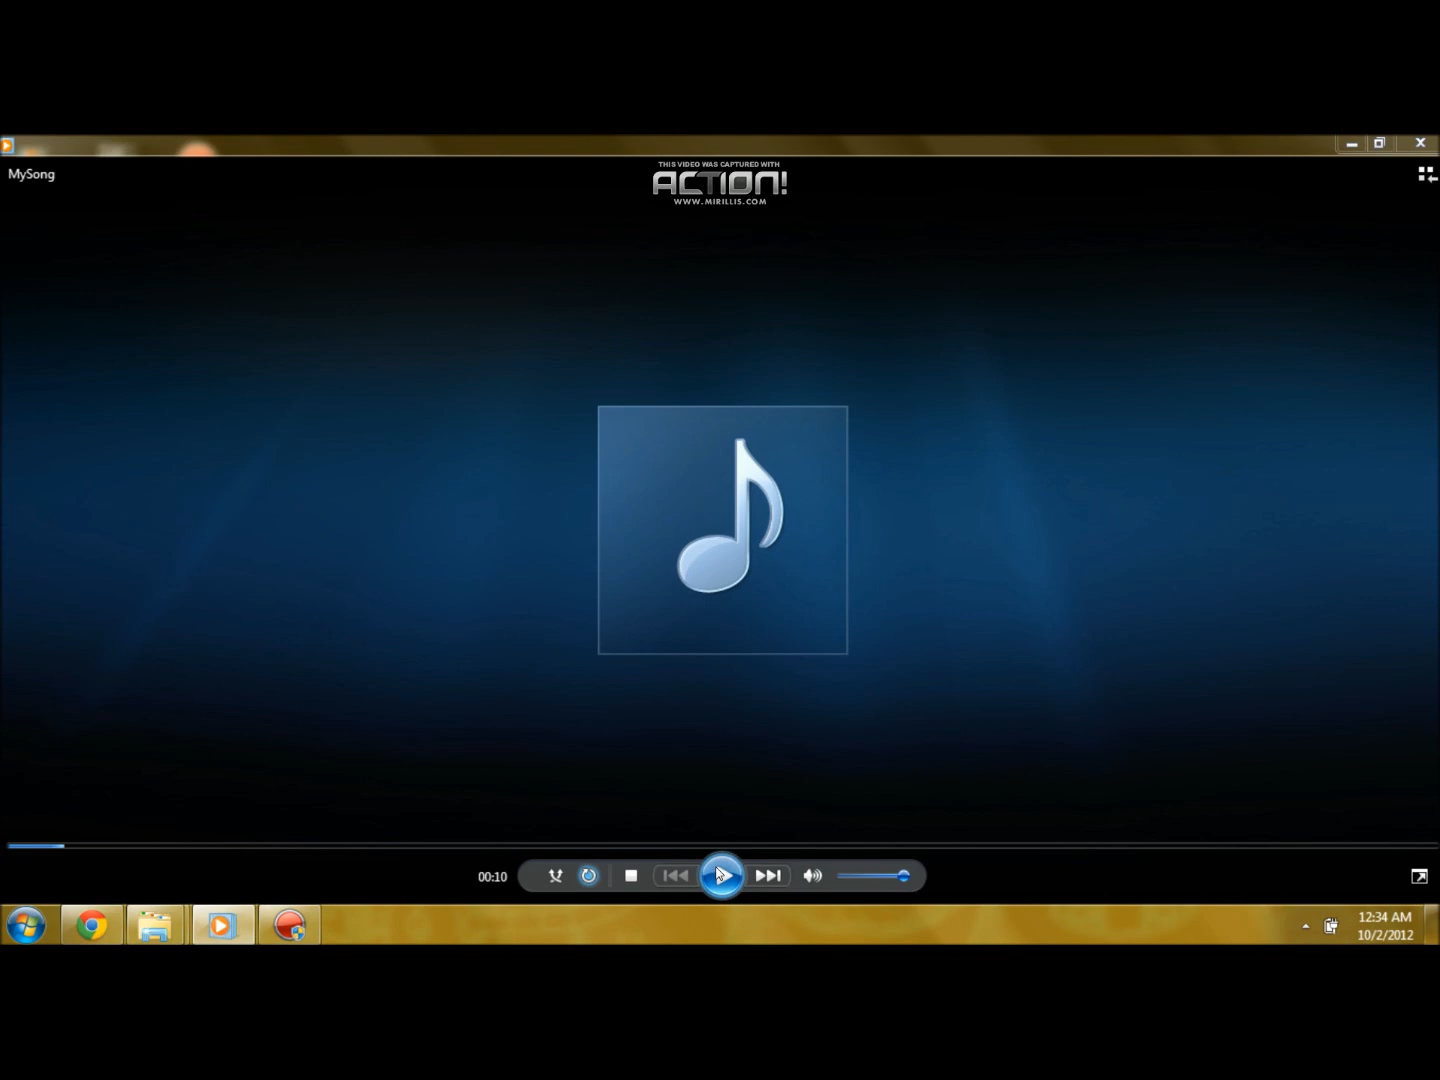 THIS VIDEO WAS CAPTURED WITH
ACTION!
WWW.MIRILLIS.COM
MySong
00:10
12:34 AM
10/2/2012